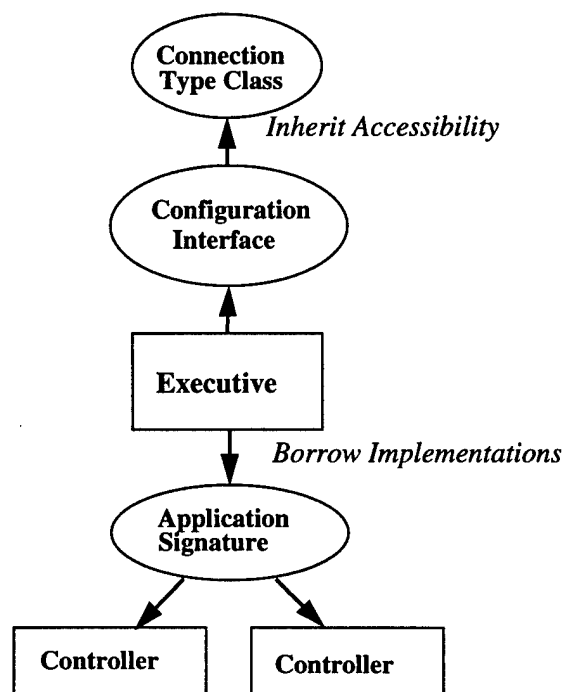 Connection
Type Class
Inherit Accessibility
Configuration
Interface
Executive
Borrow Implementations
Application
Signature
Controller
Controller